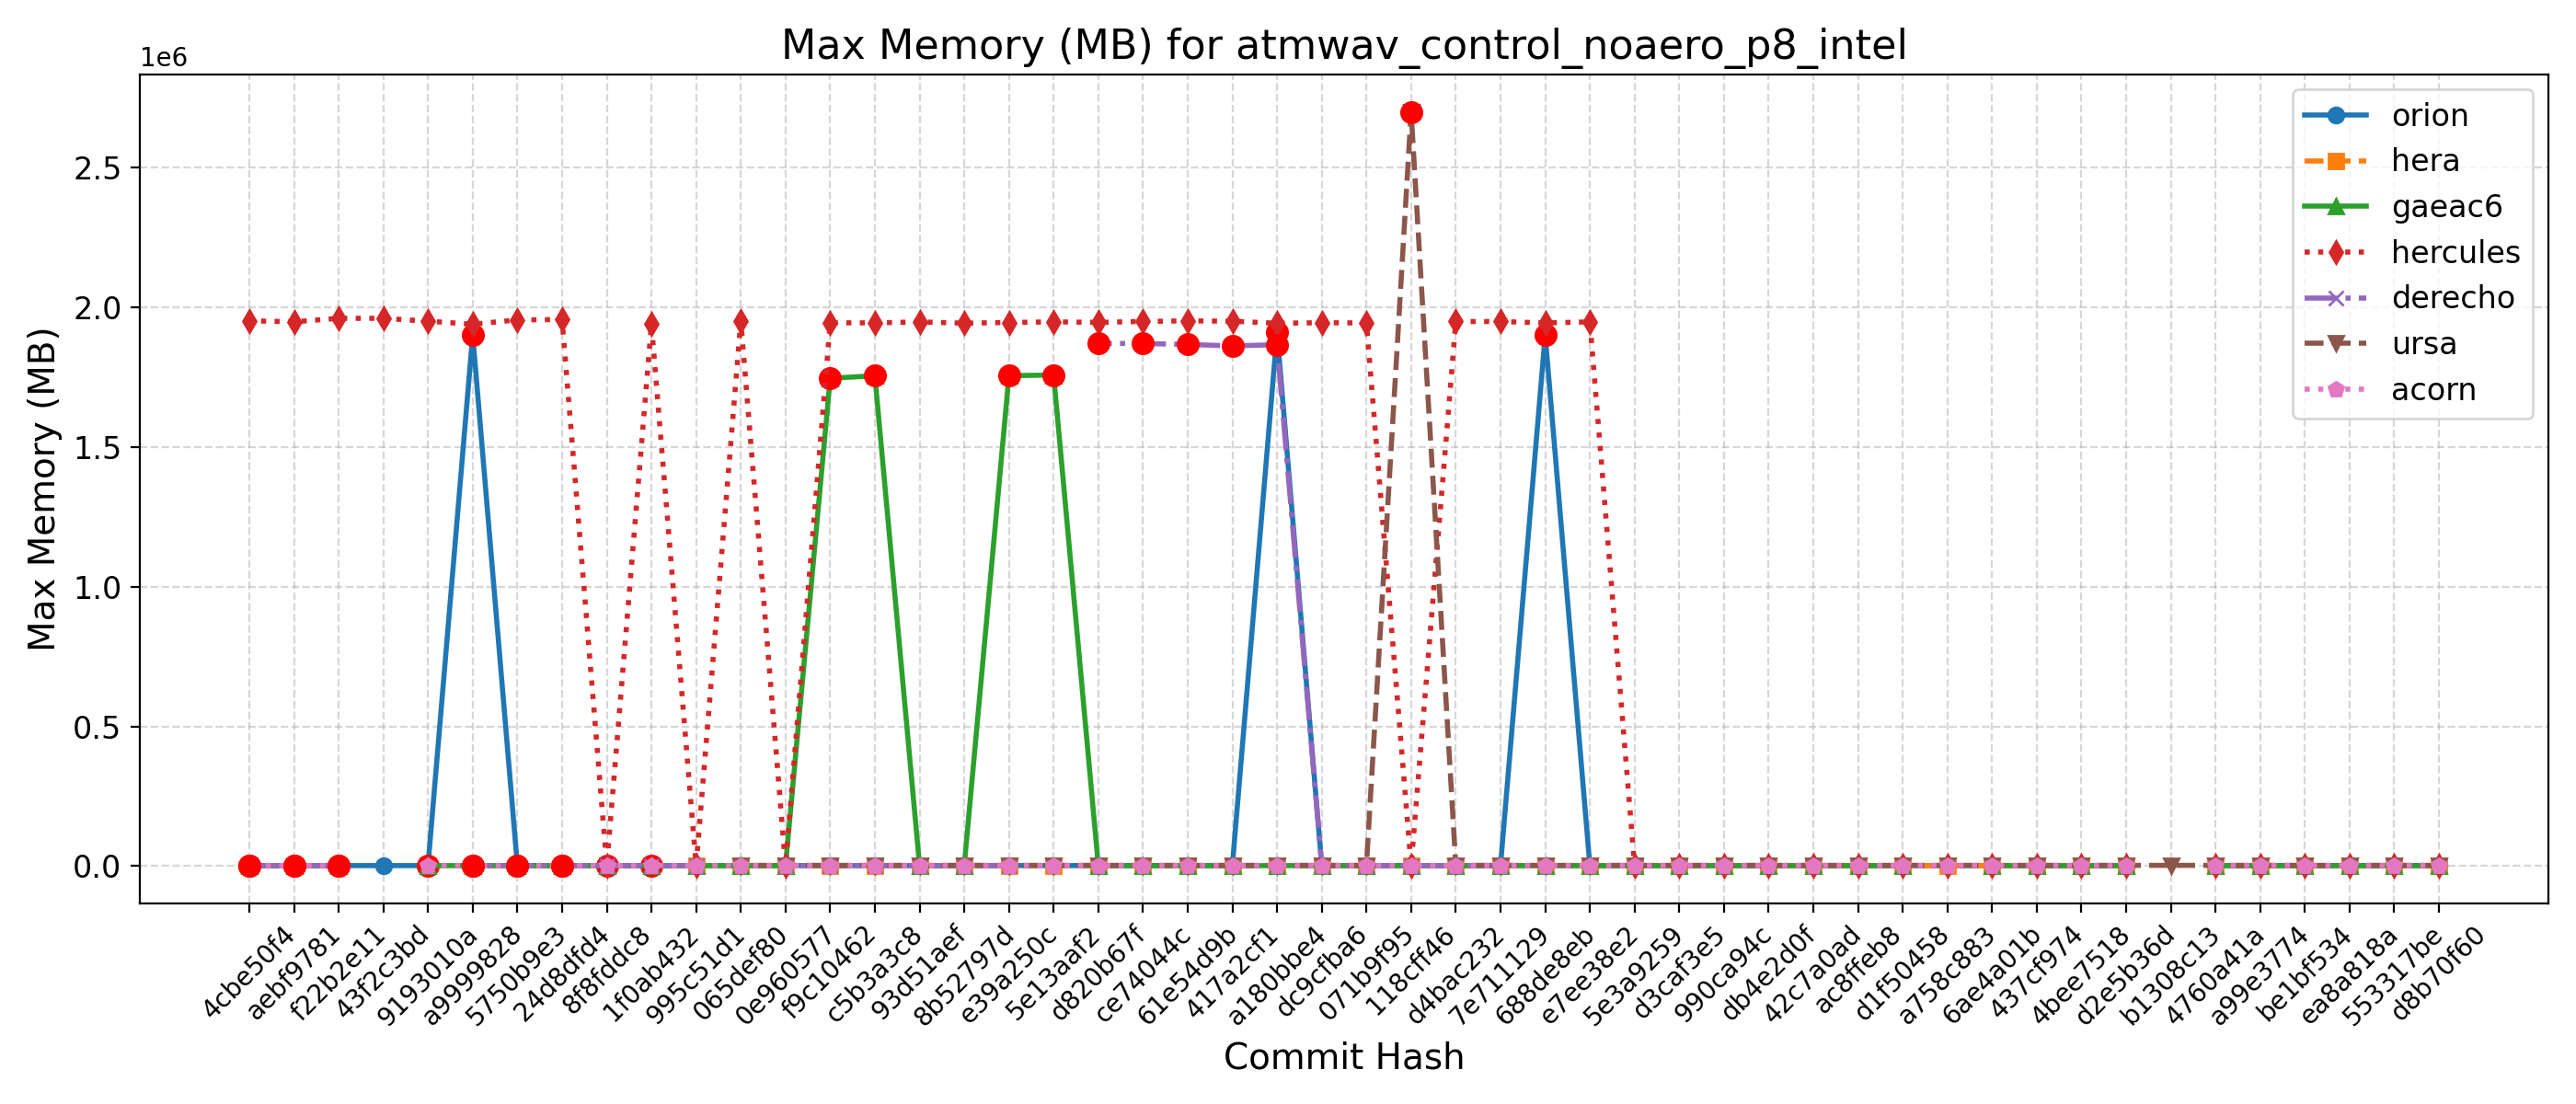 Max Memory (MB) for atmwav_control_noaero_p8_intel
1e6
2.5
2.0
1.5
1.0
0.5
0.0
Max Memory (MB)
orion
hera
gaeac6
hercules
derecho
ursa
acorn
4cbe50f4
aebf9781
f22b2e11
43f2c3bd
9193010a
a9999828
5750b9e3
24d8dfd4
8f8fddc8
1f0ab432
995c51d1
065def80
0e960577
f9c10462
c5b3a3c8
93d51aef
8b52797d
e39a250c
5e13aaf2
d820b67f
ce74044c
61e54d9b
417a2cf1
a180bbe4
dc9cfba6
071b9f95
118cff46
d4bac232
7e711129
688de8eb
e7ee38e2
5e3a9259
d3caf3e5
990ca94c
db4e2d0f
42c7a0ad
ac8ffeb8
d1f50458
a758c883
6ae4a01b
437cf974
4bee7518
d2e5b36d
b1308c13
4760a41a
a99e3774
be1bf534
ea8a818a
553317be
d8b70f60
Commit Hash